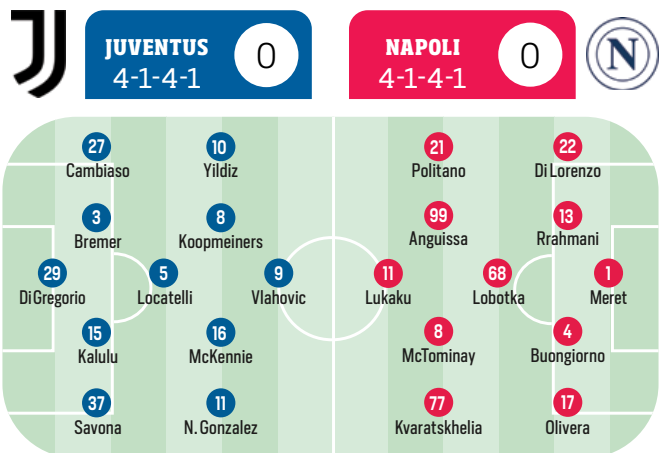 JUVENTUS
4-1-4-1
0
NAPOLI
4-1-4-1
0
N
27
Cambiaso
10
Yildiz
3
Bremer
8
Koopmeiners
29
Di Gregorio
5
Locatelli
9
Vlahovic
15
Kalulu
16
McKennie
37
Savona
11
N. Gonzalez
21
Politano
22
Di Lorenzo
99
Anguissa
13
Rrahmani
11
Lukaku
68
Lobotka
1
Meret
8
McTominay
4
Buongiorno
77
Kvaratskhelia
17
Olivera